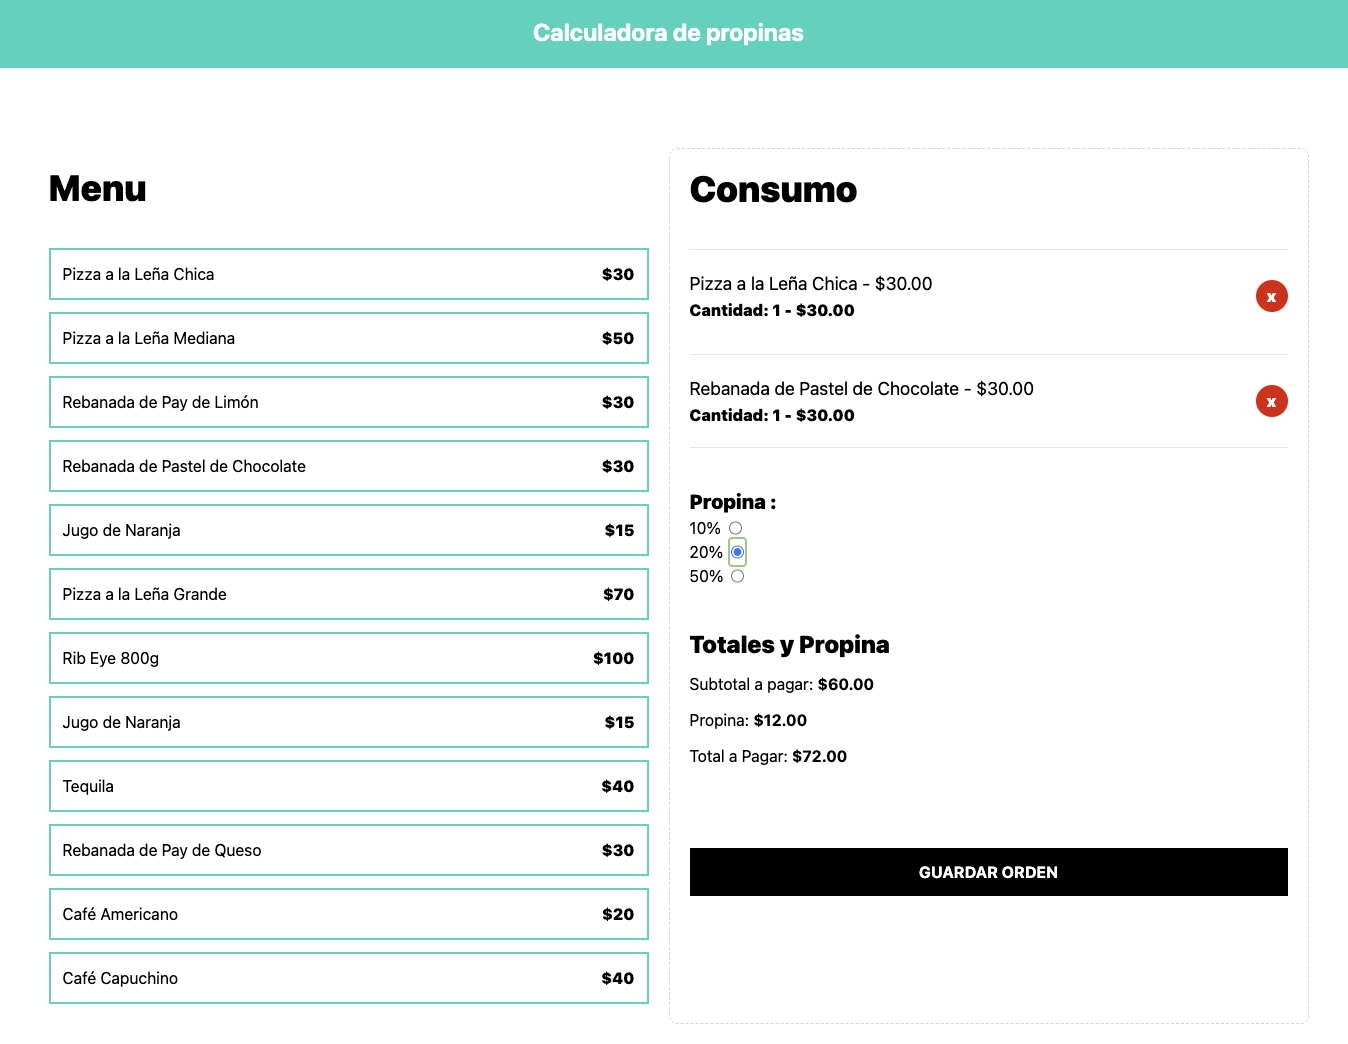 Calculadora de propinas
Menu
Pizza a la Leña Chica $30
Pizza a la Leña Mediana $50
Rebanada de Pay de Limón $30
Rebanada de Pastel de Chocolate $30
Jugo de Naranja $15
Pizza a la Leña Grande $70
Rib Eye 800g $100
Jugo de Naranja $15
Tequila $40
Rebanada de Pay de Queso $30
Café Americano $20
Café Capuchino $40
Consumo
Pizza a la Leña Chica - $30.00
Cantidad: 1 - $30.00
x
Rebanada de Pastel de Chocolate - $30.00
Cantidad: 1 - $30.00
x
Propina :
10%
20%
50%
Totales y Propina
Subtotal a pagar: $60.00
Propina: $12.00
Total a Pagar: $72.00
GUARDAR ORDEN